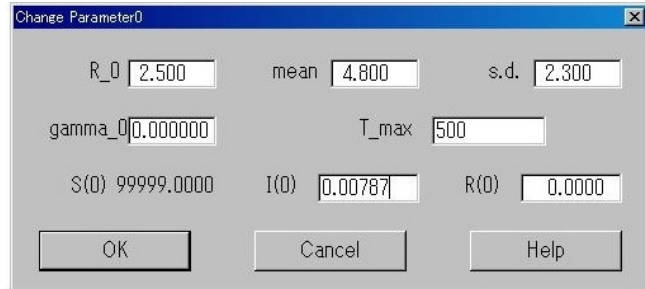 Change Parameter0
R_0 2.500 mean 4.800 s.d. 2.300
gamma_0 0.000000 T_max 500
S(0) 99999.0000 I(0) 0.00787 R(0) 0.0000
OK Cancel Help